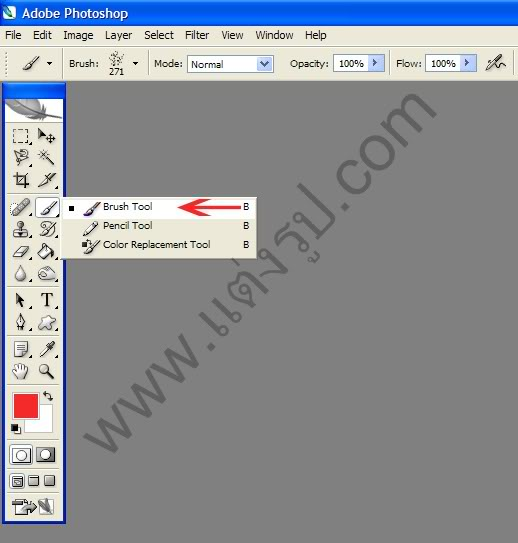 Adobe Photoshop
File Edit Image Layer Select Filter View Window Help
Brush: 271 Mode: Normal Opacity: 100% Flow: 100%
Brush Tool B
Pencil Tool B
Color Replacement Tool B
T
www.แต่งรูป.com